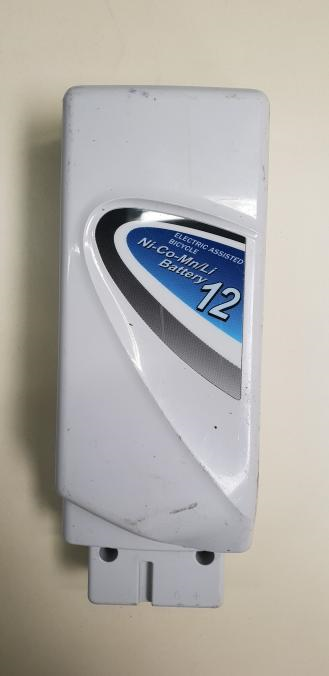 ELECTRIC ASSISTED
BICYCLE
Ni-Co-Mn/Li
Battery
12